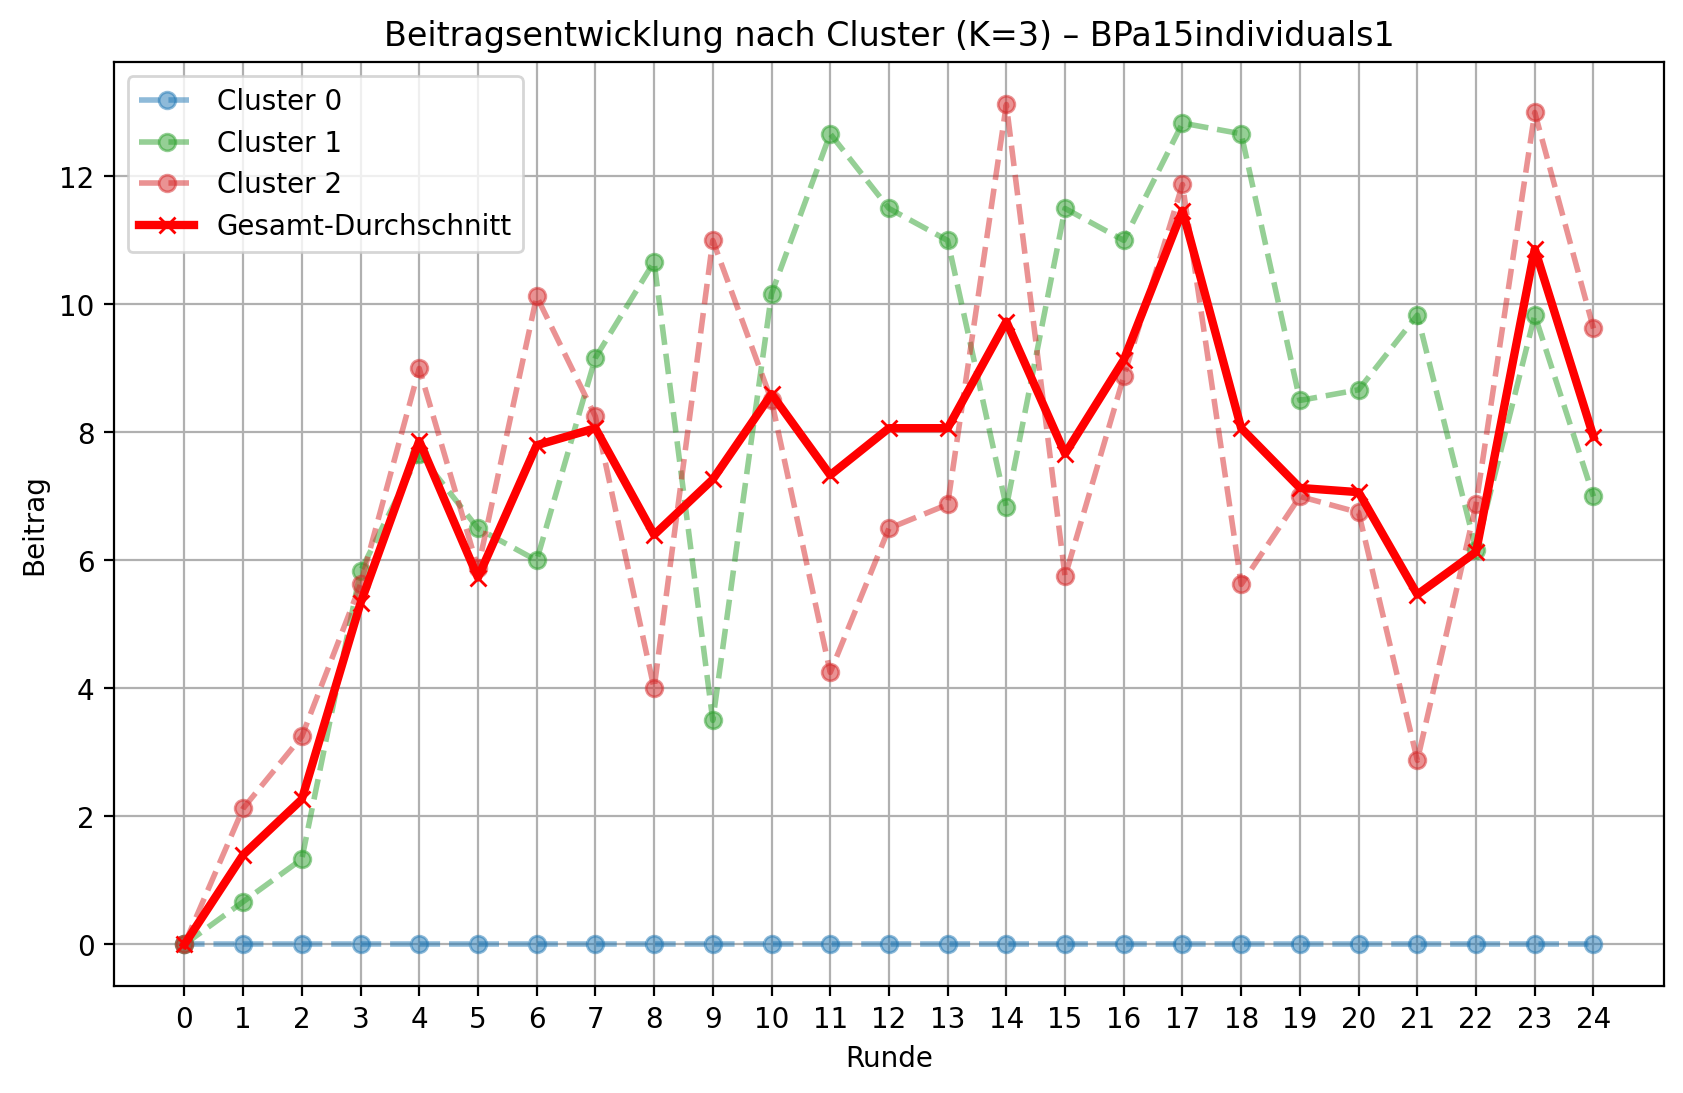 Beitragsentwicklung nach Cluster (K=3) – BPa15individuals1
Cluster 0
Cluster 1
Cluster 2
Gesamt-Durchschnitt
Beitrag
12
10
8
6
4
2
0
0 1 2 3 4 5 6 7 8 9 10 11 12 13 14 15 16 17 18 19 20 21 22 23 24
Runde